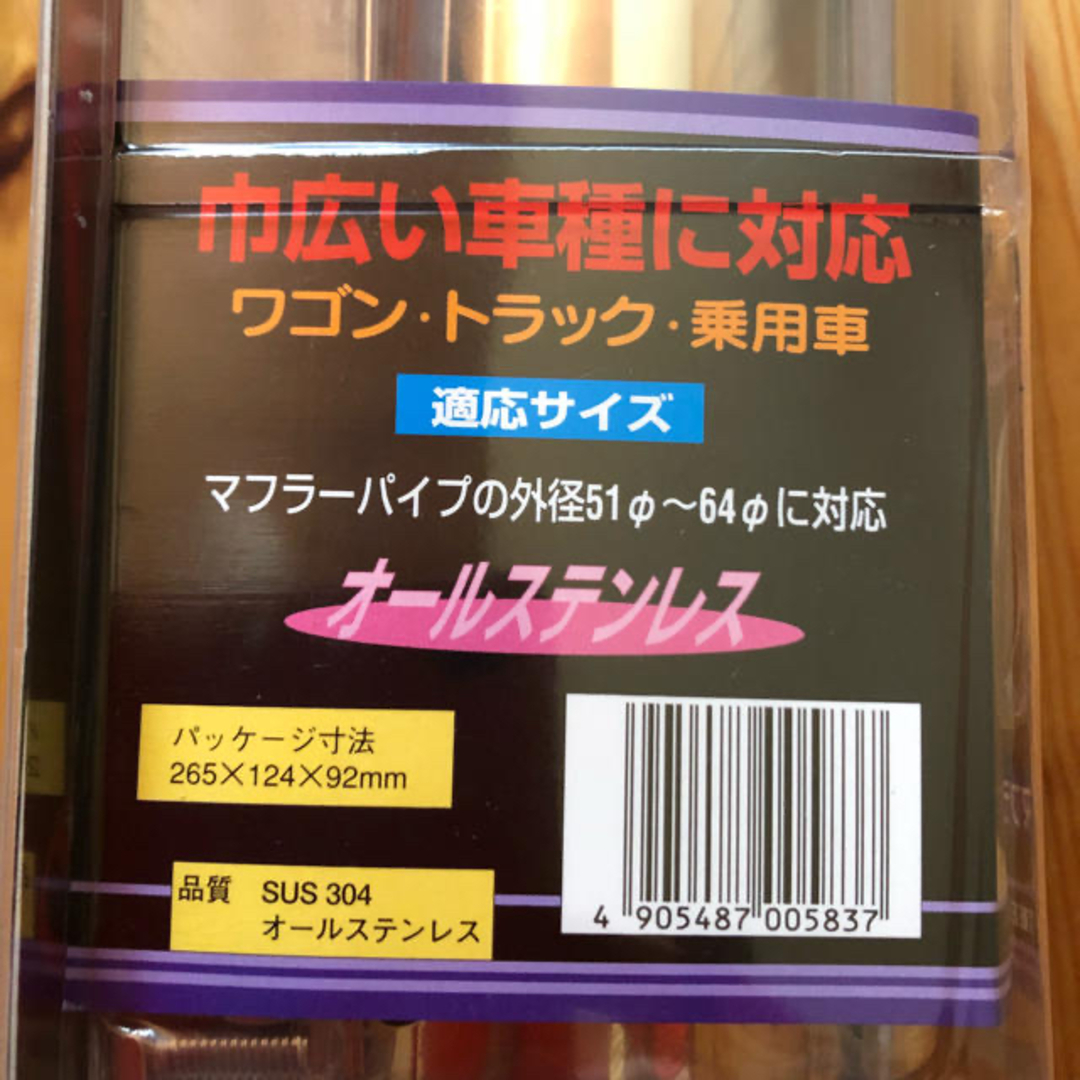 巾広い車種に対応
ワゴン・トラック・乗用車
適応サイズ
マフラーパイプの外径51φ～64φに対応
オールステンレス
パッケージ寸法
265×124×92mm
品質 SUS 304
オールステンレス
4 905487 005837